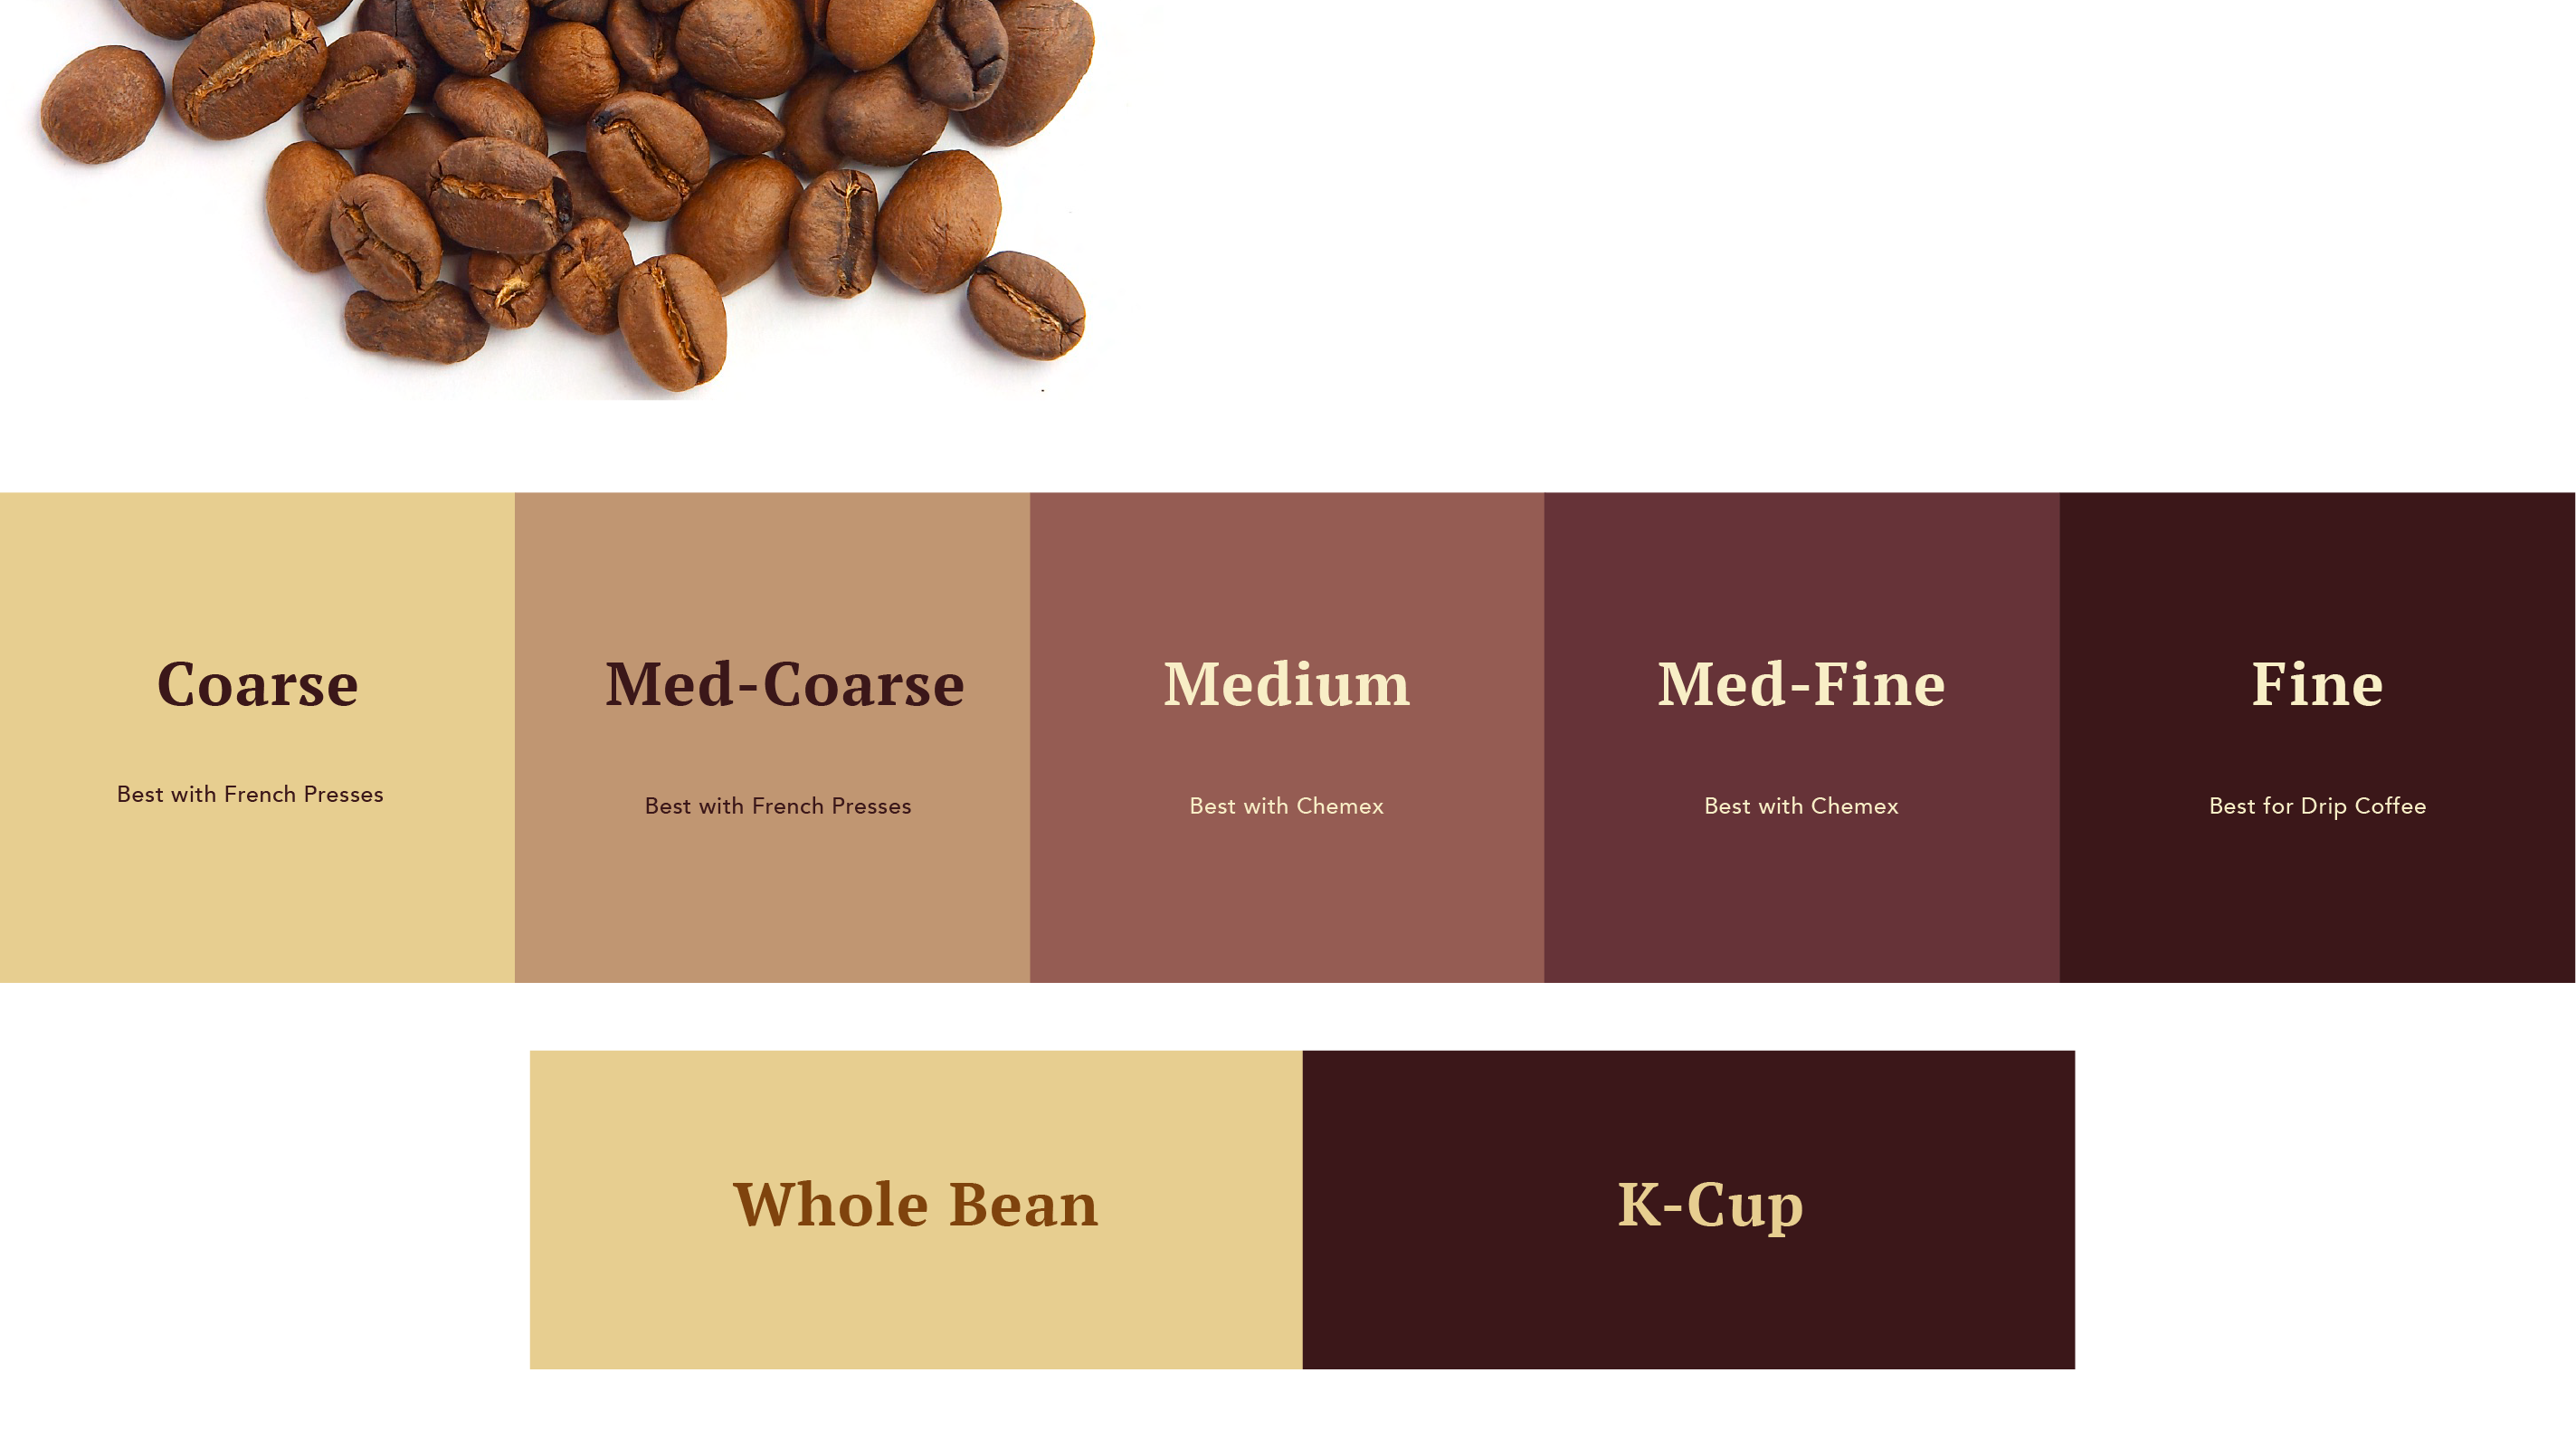 Coarse
Med-Coarse
Medium
Med-Fine
Fine
Best with French Presses
Best with French Presses
Best with Chemex
Best with Chemex
Best for Drip Coffee
Whole Bean
K-Cup